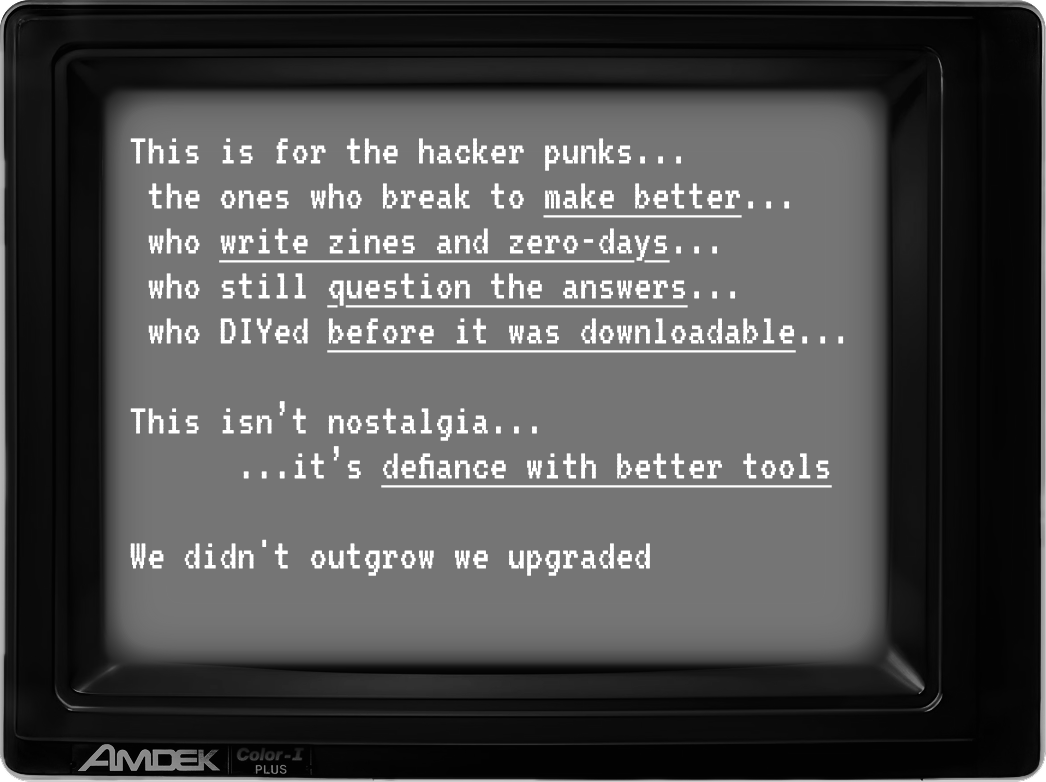 This is for the hacker punks...
the ones who break to make better...
who write zines and zero-days...
who still question the answers...
who DIYed before it was downloadable...
This isn’t nostalgia...
...it’s defiance with better tools
We didn't outgrow we upgraded
AMDEK Color-I
PLUS